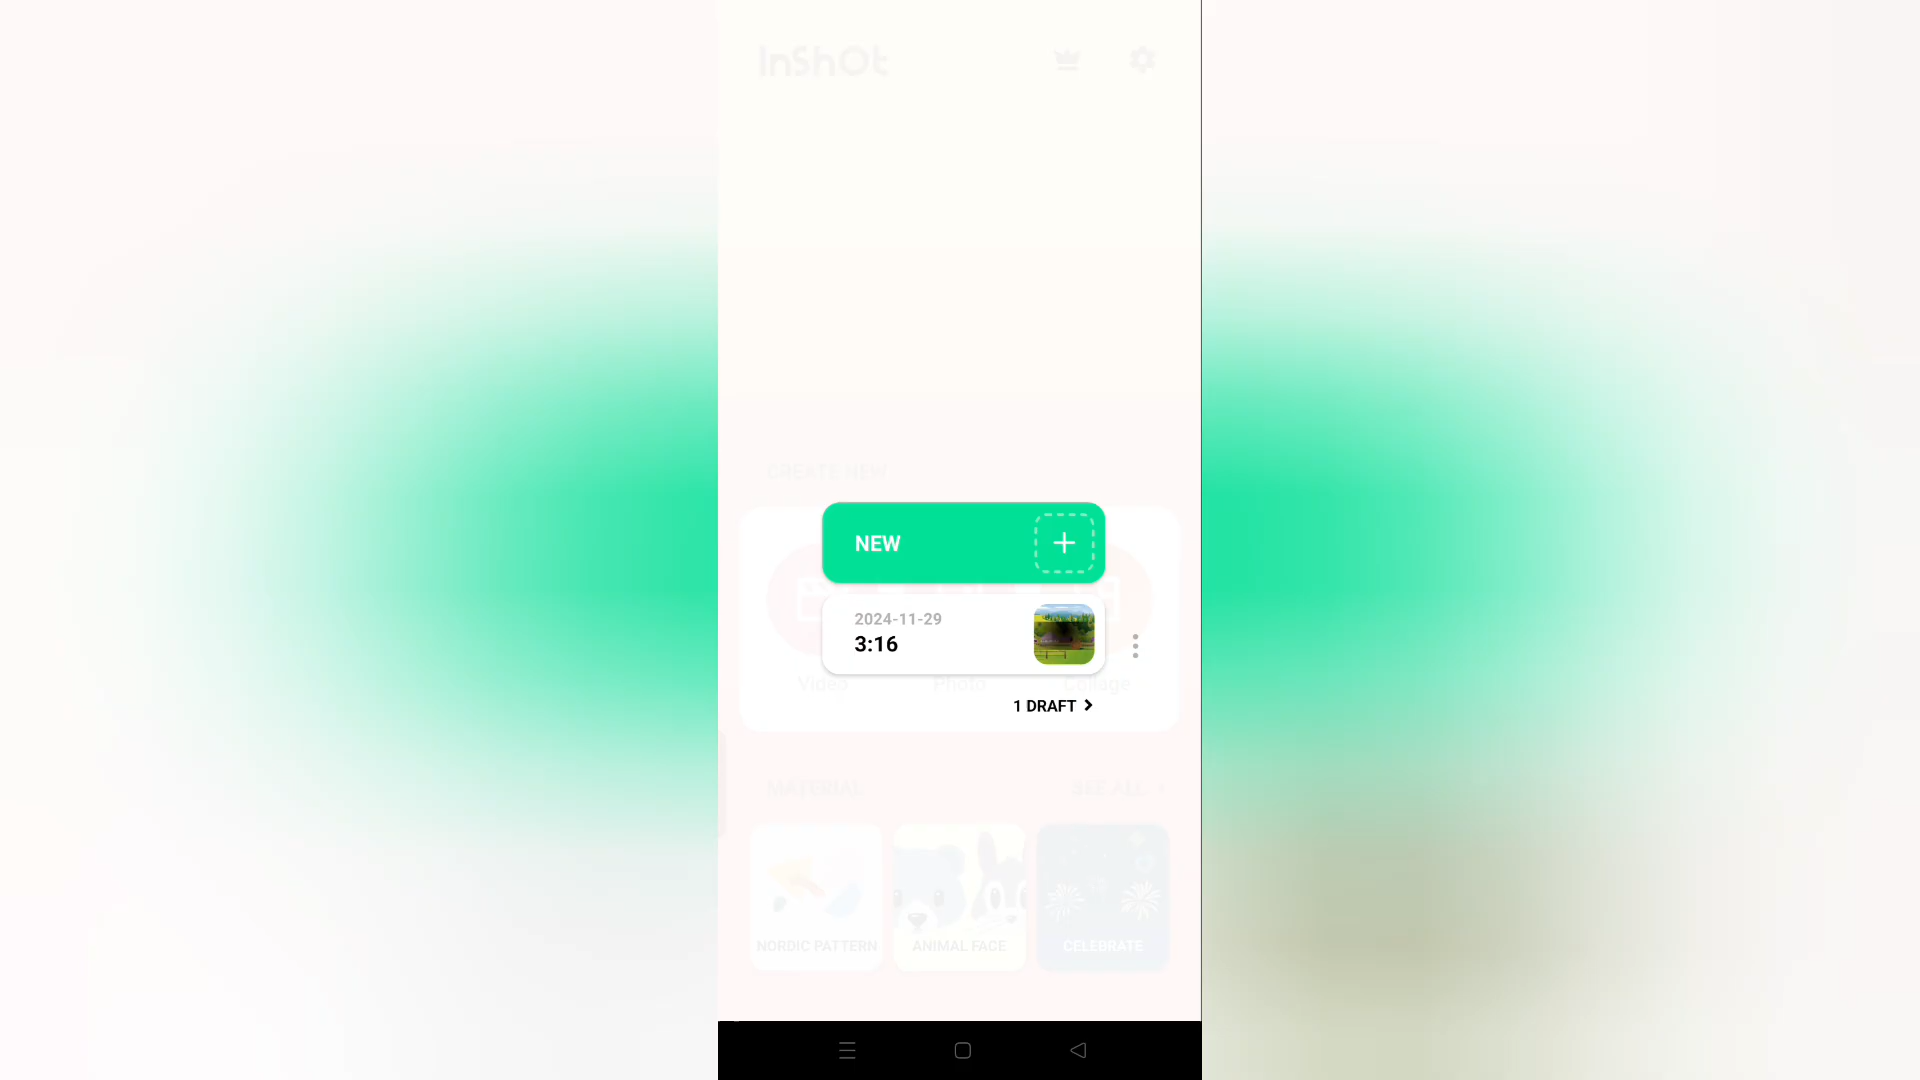 InShOt
CREATE NEW
NEW
2024-11-29
3:16
Video
Photo
Collage
1 DRAFT
MATERIAL
SEE ALL
NORDIC PATTERN
ANIMAL FACE
CELEBRATE